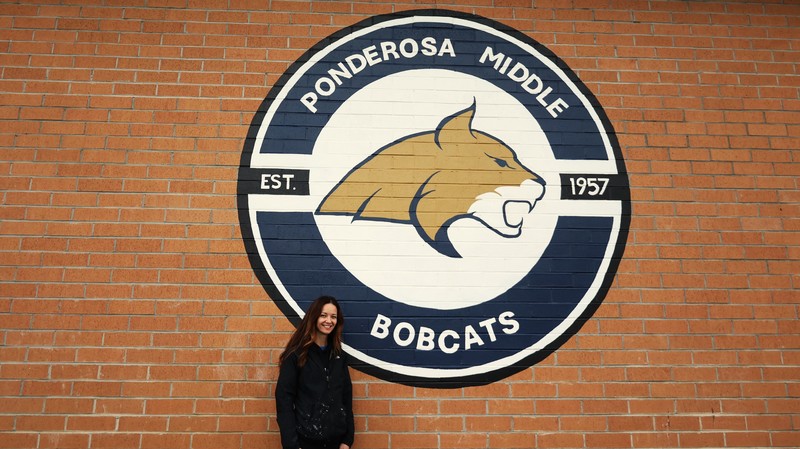 PONDEROSA MIDDLE
EST.
1957
BOBCATS